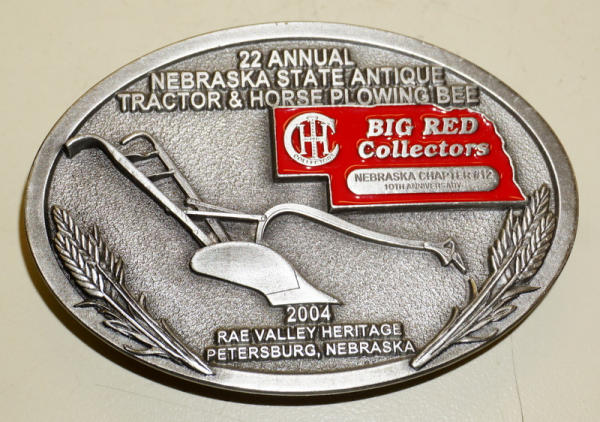 22 ANNUAL
NEBRASKA STATE ANTIQUE
TRACTOR & HORSE PLOWING BEE
IHC
COLLECTORS
BIG RED
Collectors
NEBRASKA CHAPTER #12
10TH ANNIVERSARY
2004
RAE VALLEY HERITAGE
PETERSBURG, NEBRASKA